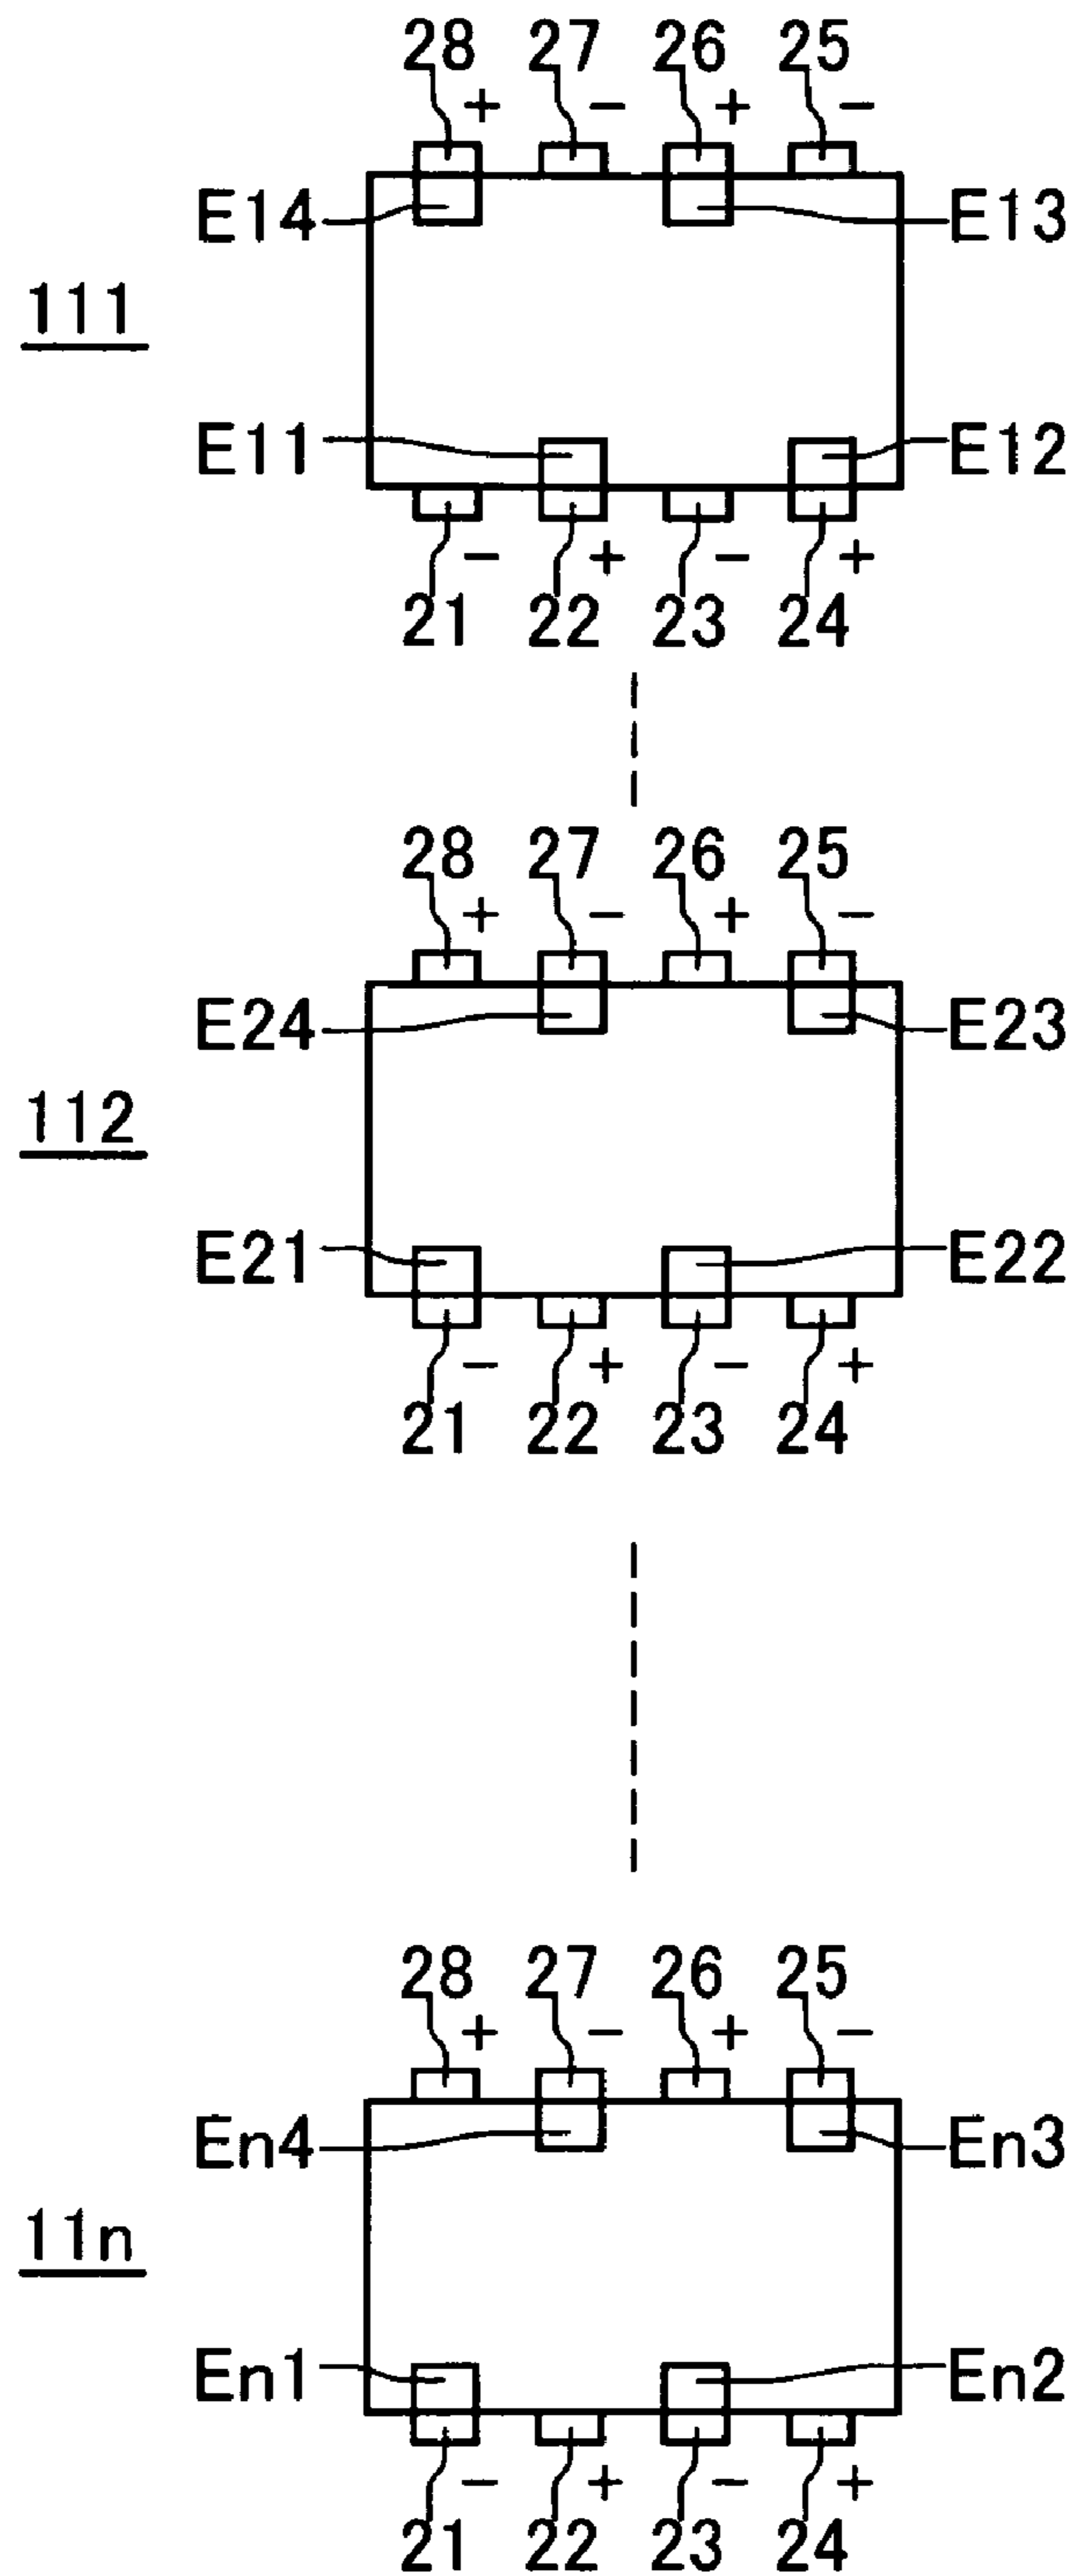 28 27 26 25
+ - + -
E14 E13
111
E11 E12
- + - +
21 22 23 24
28 27 26 25
+ - + -
E24 E23
112
E21 E22
- + - +
21 22 23 24
28 27 26 25
+ - + -
En4 En3
11n
En1 En2
- + - +
21 22 23 24